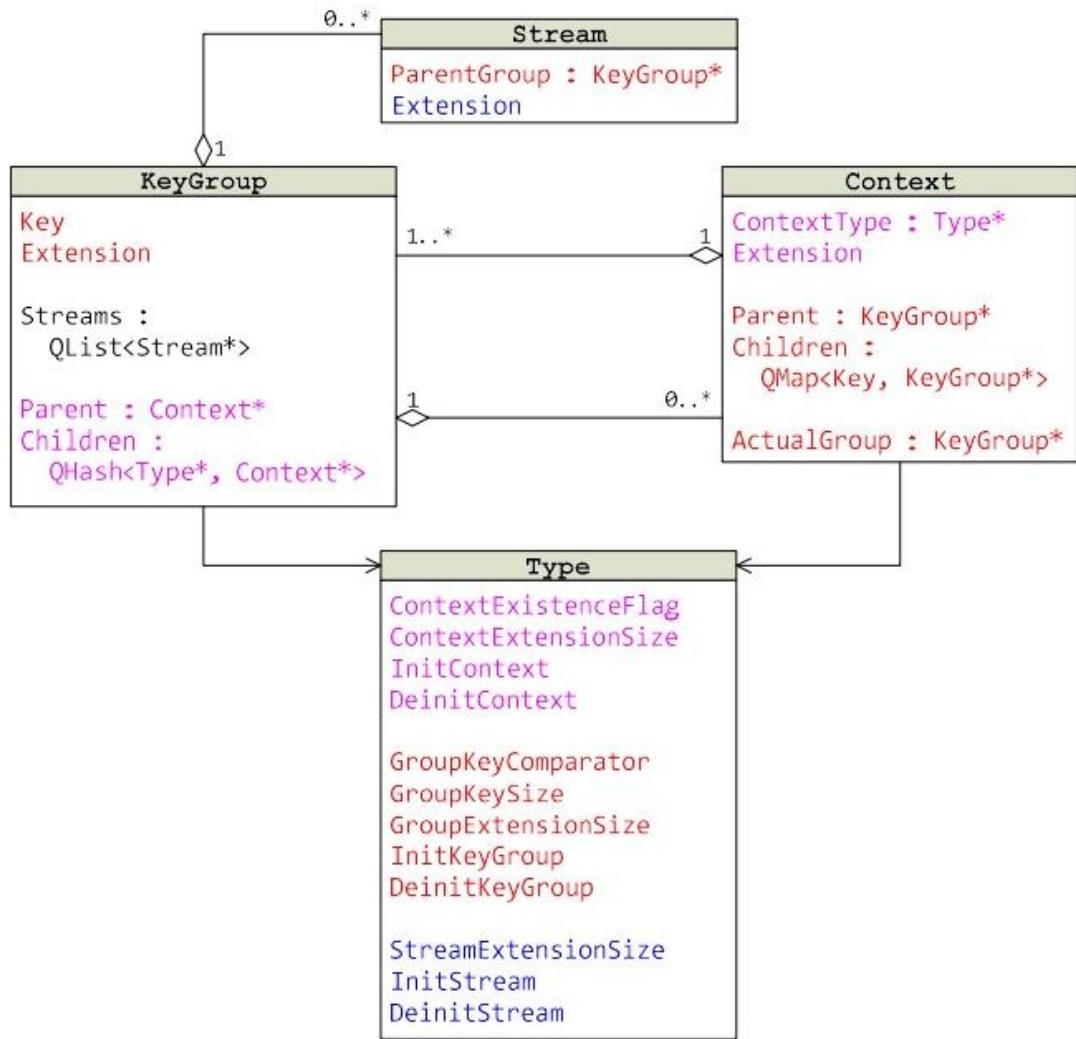 0..*
Stream
ParentGroup : KeyGroup*
Extension
1
KeyGroup
Key
Extension
Streams :
QList<Stream*>
Parent : Context*
Children :
QHash<Type*, Context*>
1..*
1
1
0..*
Context
ContextType : Type*
Extension
Parent : KeyGroup*
Children :
QMap<Key, KeyGroup*>
ActualGroup : KeyGroup*
Type
ContextExistenceFlag
ContextExtensionSize
InitContext
DeinitContext
GroupKeyComparator
GroupKeySize
GroupExtensionSize
InitKeyGroup
DeinitKeyGroup
StreamExtensionSize
InitStream
DeinitStream